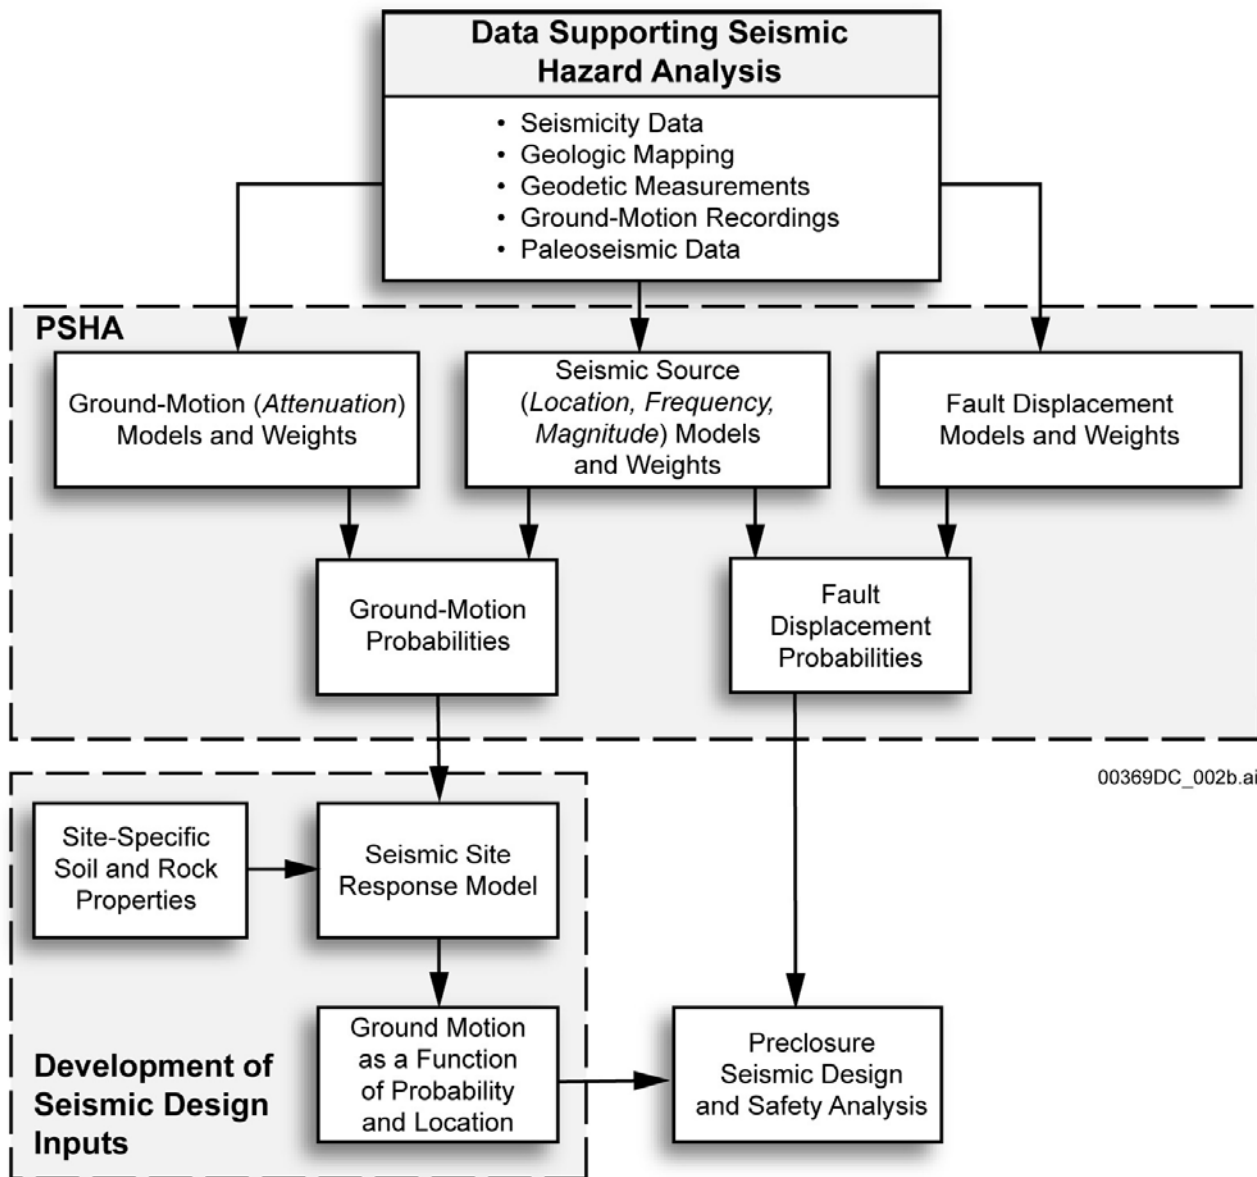 Data Supporting Seismic
Hazard Analysis
• Seismicity Data
• Geologic Mapping
• Geodetic Measurements
• Ground-Motion Recordings
• Paleoseismic Data
PSHA
Ground-Motion (Attenuation)
Models and Weights
Seismic Source
(Location, Frequency,
Magnitude) Models
and Weights
Fault Displacement
Models and Weights
Ground-Motion
Probabilities
Fault
Displacement
Probabilities
00369DC_002b.ai
Site-Specific
Soil and Rock
Properties
Seismic Site
Response Model
Development of
Seismic Design
Inputs
Ground Motion
as a Function
of Probability
and Location
Preclosure
Seismic Design
and Safety Analysis